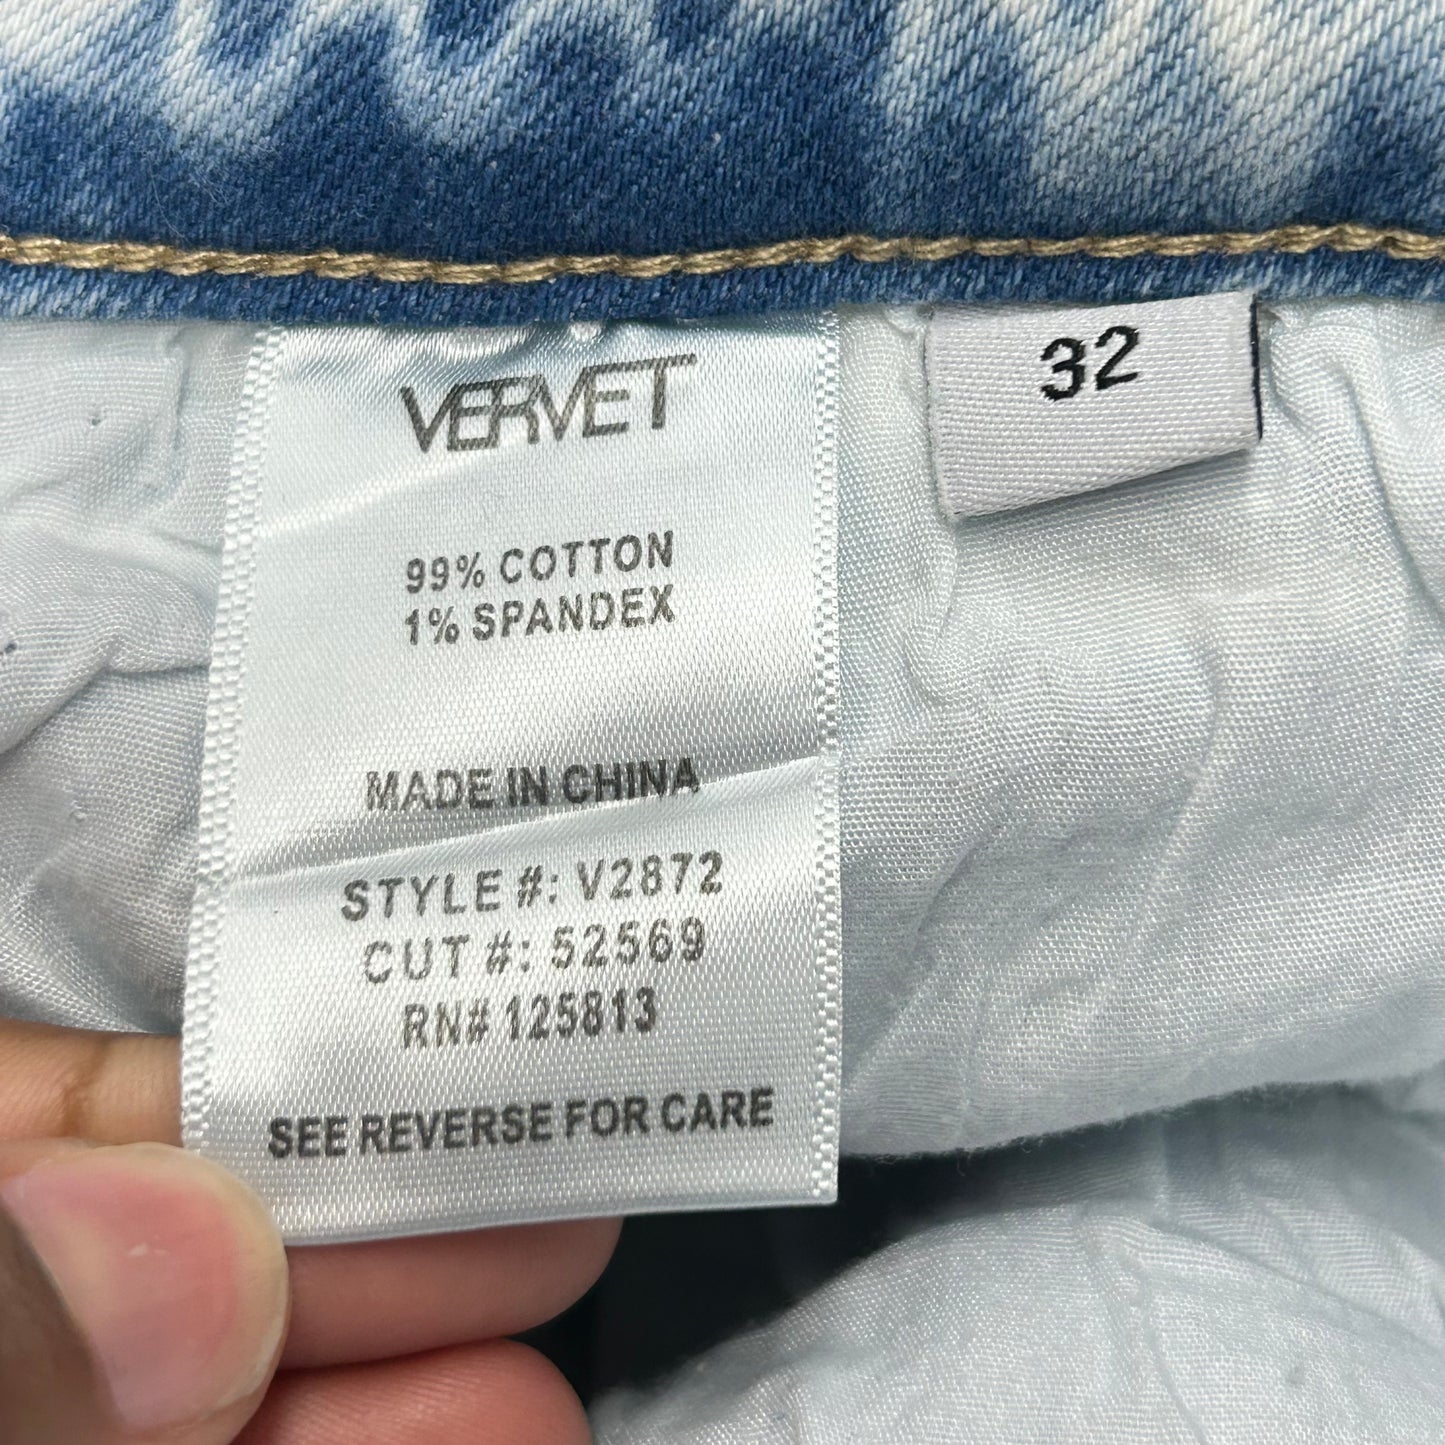 VERVET
32
99% COTTON
1% SPANDEX
MADE IN CHINA
STYLE #: V2872
CUT #: 52569
RN# 125813
SEE REVERSE FOR CARE